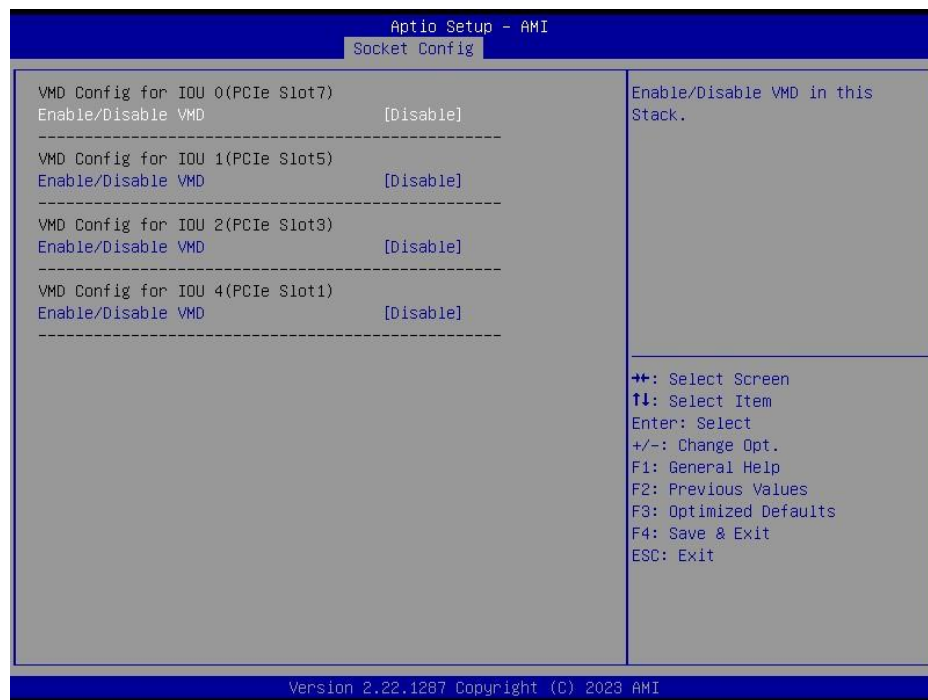 Aptio Setup – AMI
Socket Config
VMD Config for IOU 0(PCIe Slot7)
Enable/Disable VMD [Disable]
--------------------------------------------------
VMD Config for IOU 1(PCIe Slot5)
Enable/Disable VMD [Disable]
--------------------------------------------------
VMD Config for IOU 2(PCIe Slot3)
Enable/Disable VMD [Disable]
--------------------------------------------------
VMD Config for IOU 4(PCIe Slot1)
Enable/Disable VMD [Disable]
--------------------------------------------------
Enable/Disable VMD in this
Stack.
→←: Select Screen
↑↓: Select Item
Enter: Select
+/-: Change Opt.
F1: General Help
F2: Previous Values
F3: Optimized Defaults
F4: Save & Exit
ESC: Exit
Version 2.22.1287 Copyright (C) 2023 AMI